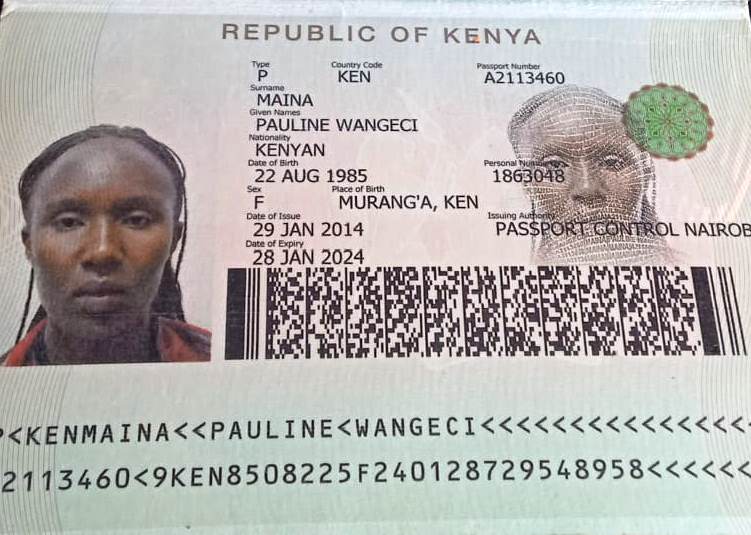 REPUBLIC OF KENYA
Type Country Code Passport Number
P KEN A2113460
Surname
MAINA
Given Names
PAULINE WANGECI
Nationality
KENYAN
Date of Birth Personal Number
22 AUG 1985 1863048
Sex Place of Birth
F MURANG'A, KEN
Date of Issue Issuing Authority
29 JAN 2014 PASSPORT CONTROL NAIROB
Date of Expiry
28 JAN 2024
P<KENMAINA<<PAULINE<WANGECI<<<<<<<<<<<<<<<<
2113460<9KEN8508225F240128729548958<<<<<<